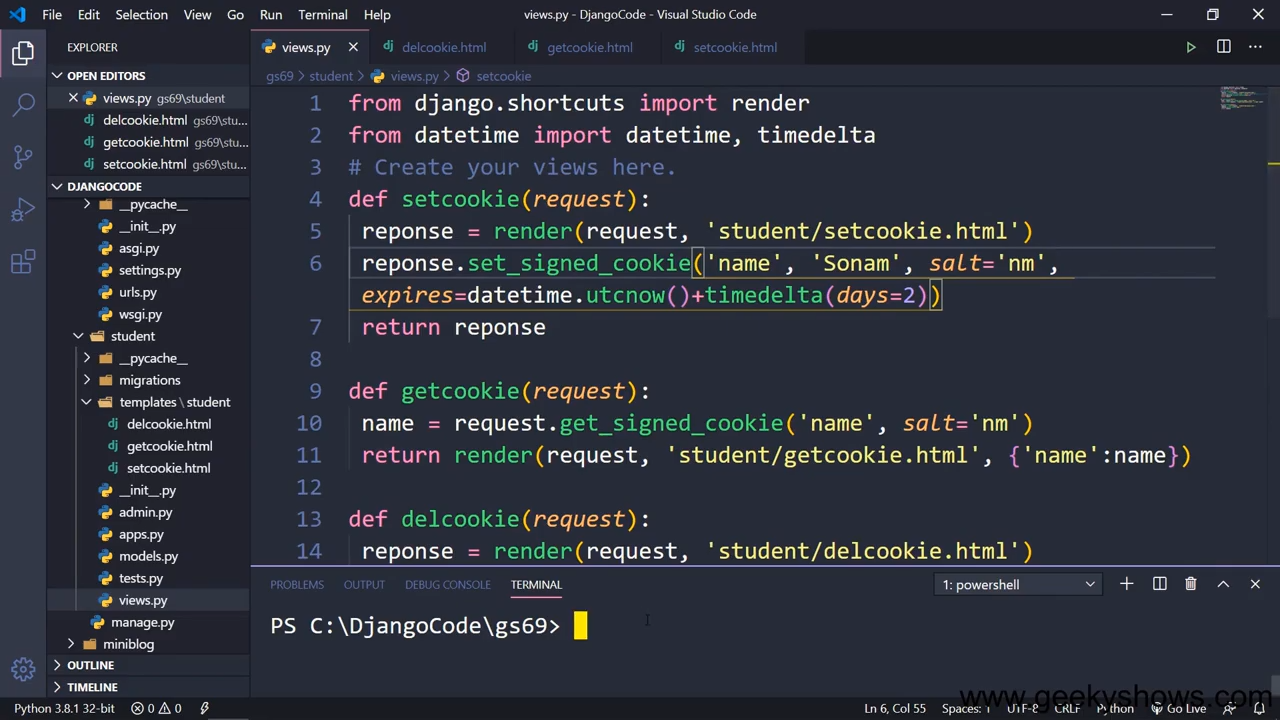 File Edit Selection View Go Run Terminal Help views.py - DjangoCode - Visual Studio Code
EXPLORER
OPEN EDITORS
views.py gs69\student
delcookie.html gs69\stu...
getcookie.html gs69\stu...
setcookie.html gs69\stu...
DJANGOCODE
__pycache__
__init__.py
asgi.py
settings.py
urls.py
wsgi.py
student
__pycache__
migrations
templates \ student
delcookie.html
getcookie.html
setcookie.html
__init__.py
admin.py
apps.py
models.py
tests.py
views.py
manage.py
miniblog
OUTLINE
TIMELINE
views.py delcookie.html getcookie.html setcookie.html
gs69 > student > views.py > setcookie
1 from django.shortcuts import render
2 from datetime import datetime, timedelta
3 # Create your views here.
4 def setcookie(request):
5 reponse = render(request, 'student/setcookie.html')
6 reponse.set_signed_cookie('name', 'Sonam', salt='nm',
expires=datetime.utcnow()+timedelta(days=2))
7 return reponse
8
9 def getcookie(request):
10 name = request.get_signed_cookie('name', salt='nm')
11 return render(request, 'student/getcookie.html', {'name':name})
12
13 def delcookie(request):
14 reponse = render(request, 'student/delcookie.html')
PROBLEMS OUTPUT DEBUG CONSOLE TERMINAL 1: powershell
PS C:\DjangoCode\gs69>
www.geekyshows.com
Python 3.8.1 32-bit 0 0 Ln 6, Col 55 Spaces: 1 UTF-8 CRLF Python Go Live